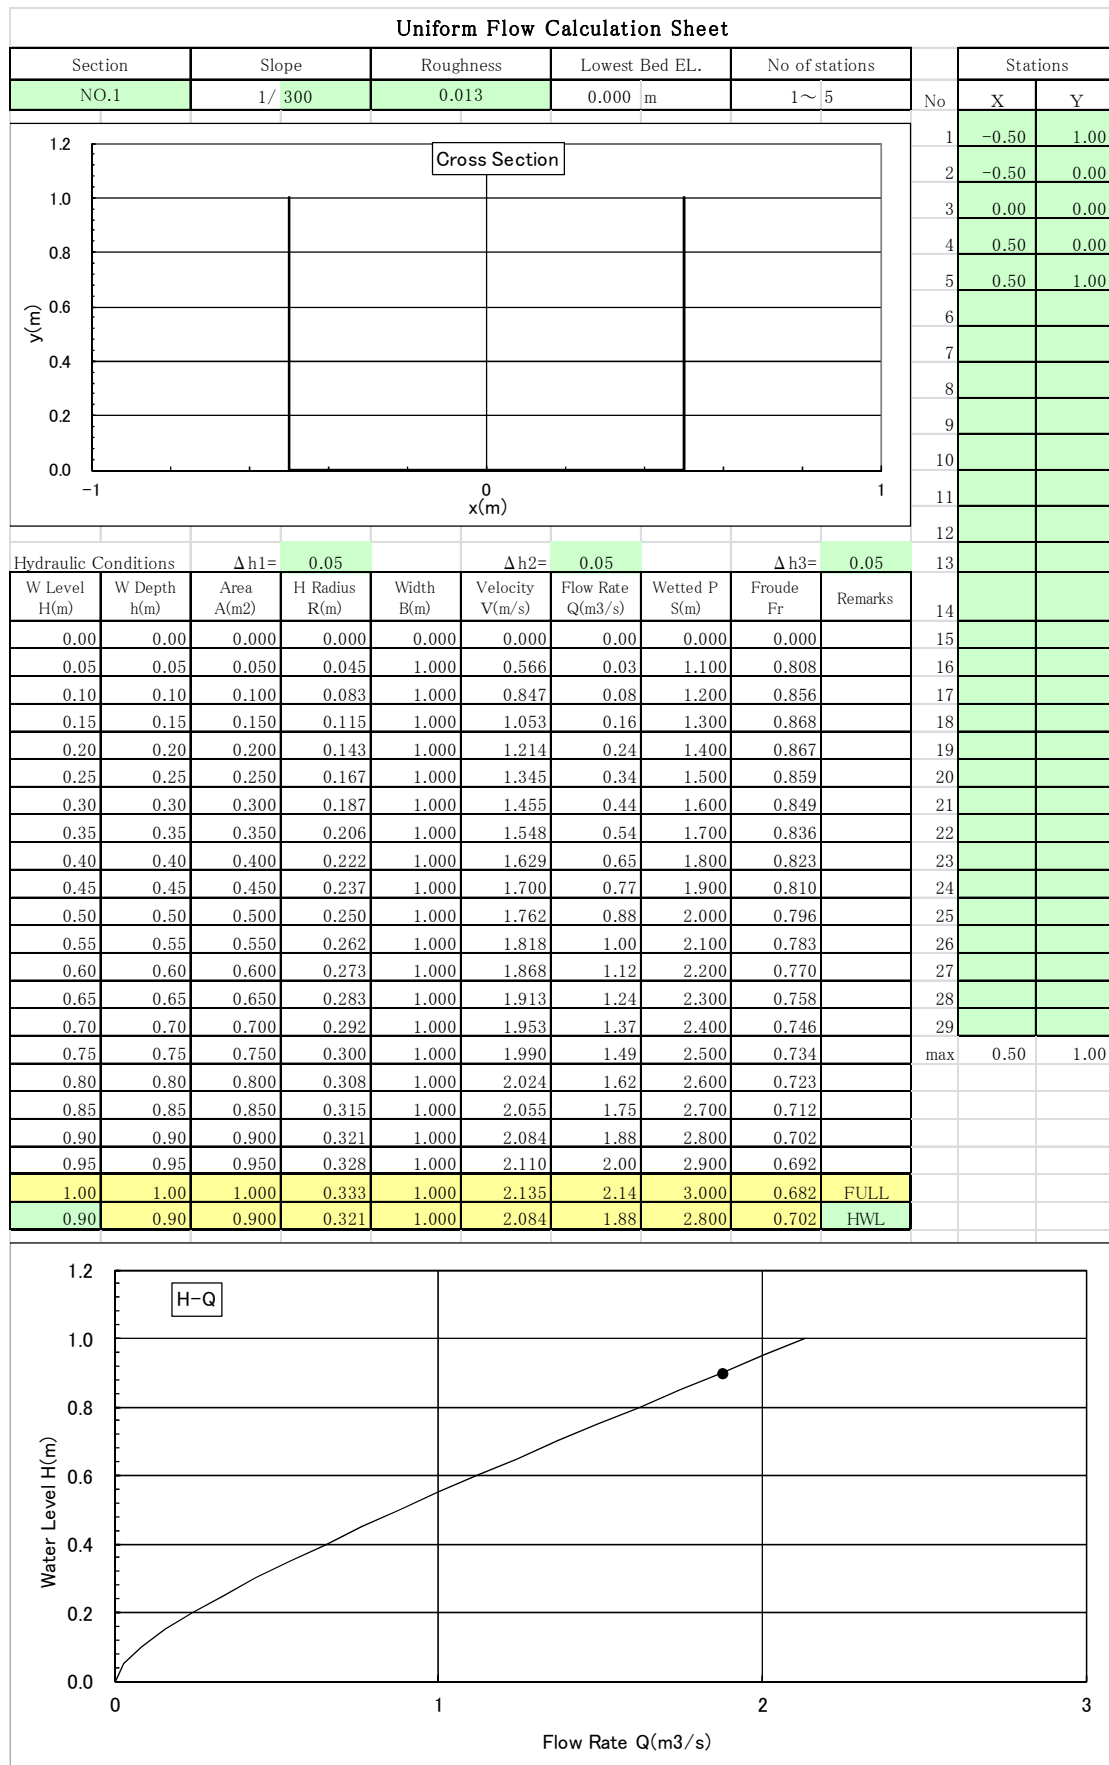 Uniform Flow Calculation Sheet
Section Slope Roughness Lowest Bed EL. No of stations Stations
NO.1 1/ 300 0.013 0.000 m 1～ 5 No X Y
1 -0.50 1.00
2 -0.50 0.00
3 0.00 0.00
4 0.50 0.00
5 0.50 1.00
6
7
8
9
10
11
12
Cross Section
1.2
1.0
0.8
0.6
0.4
0.2
0.0
y(m)
-1 0 1
x(m)
Hydraulic Conditions Δh1= 0.05 Δh2= 0.05 Δh3= 0.05 13
W Level W Depth Area H Radius Width Velocity Flow Rate Wetted P Froude Remarks
H(m) h(m) A(m2) R(m) B(m) V(m/s) Q(m3/s) S(m) Fr 14
0.00 0.00 0.000 0.000 0.000 0.000 0.00 0.000 0.000 15
0.05 0.05 0.050 0.045 1.000 0.566 0.03 1.100 0.808 16
0.10 0.10 0.100 0.083 1.000 0.847 0.08 1.200 0.856 17
0.15 0.15 0.150 0.115 1.000 1.053 0.16 1.300 0.868 18
0.20 0.20 0.200 0.143 1.000 1.214 0.24 1.400 0.867 19
0.25 0.25 0.250 0.167 1.000 1.345 0.34 1.500 0.859 20
0.30 0.30 0.300 0.187 1.000 1.455 0.44 1.600 0.849 21
0.35 0.35 0.350 0.206 1.000 1.548 0.54 1.700 0.836 22
0.40 0.40 0.400 0.222 1.000 1.629 0.65 1.800 0.823 23
0.45 0.45 0.450 0.237 1.000 1.700 0.77 1.900 0.810 24
0.50 0.50 0.500 0.250 1.000 1.762 0.88 2.000 0.796 25
0.55 0.55 0.550 0.262 1.000 1.818 1.00 2.100 0.783 26
0.60 0.60 0.600 0.273 1.000 1.868 1.12 2.200 0.770 27
0.65 0.65 0.650 0.283 1.000 1.913 1.24 2.300 0.758 28
0.70 0.70 0.700 0.292 1.000 1.953 1.37 2.400 0.746 29
0.75 0.75 0.750 0.300 1.000 1.990 1.49 2.500 0.734 max 0.50 1.00
0.80 0.80 0.800 0.308 1.000 2.024 1.62 2.600 0.723
0.85 0.85 0.850 0.315 1.000 2.055 1.75 2.700 0.712
0.90 0.90 0.900 0.321 1.000 2.084 1.88 2.800 0.702
0.95 0.95 0.950 0.328 1.000 2.110 2.00 2.900 0.692
1.00 1.00 1.000 0.333 1.000 2.135 2.14 3.000 0.682 FULL
0.90 0.90 0.900 0.321 1.000 2.084 1.88 2.800 0.702 HWL
H-Q
1.2
1.0
0.8
0.6
0.4
0.2
0.0
Water Level H(m)
0 1 2 3
Flow Rate Q(m3/s)